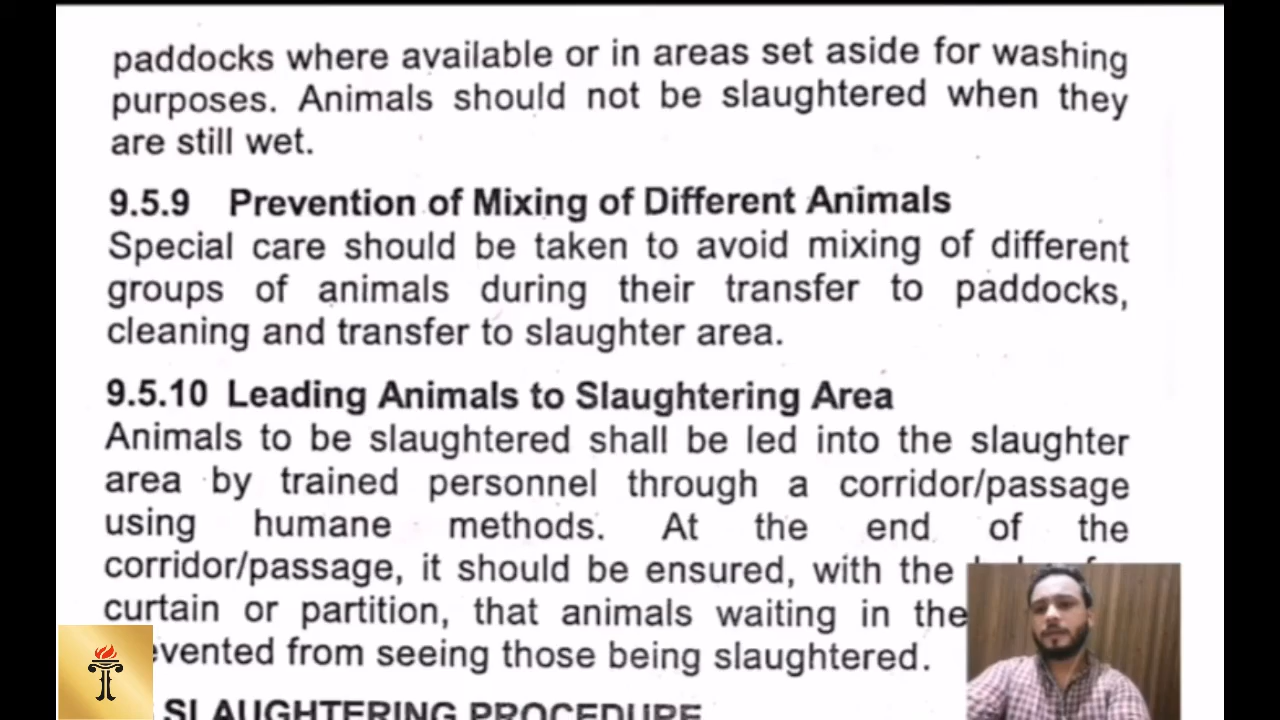 paddocks where available or in areas set aside for washing
purposes. Animals should not be slaughtered when they
are still wet.
9.5.9 Prevention of Mixing of Different Animals
Special care should be taken to avoid mixing of different
groups of animals during their transfer to paddocks,
cleaning and transfer to slaughter area.
9.5.10 Leading Animals to Slaughtering Area
Animals to be slaughtered shall be led into the slaughter
area by trained personnel through a corridor/passage
using humane methods. At the end of the
corridor/passage, it should be ensured, with the
curtain or partition, that animals waiting in the
evented from seeing those being slaughtered.
SLAUGHTERING PROCEDURE